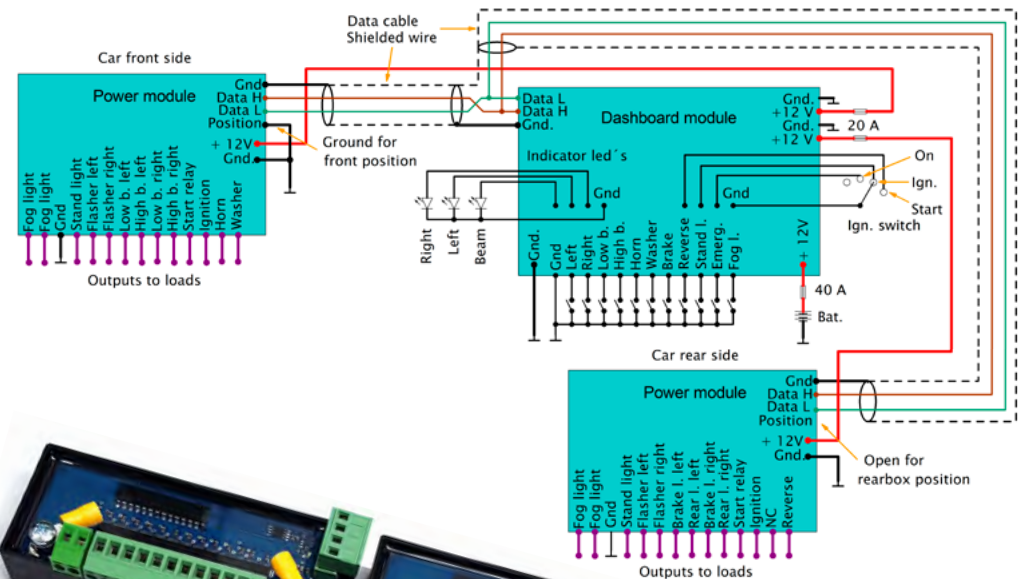 Data cable
Shielded wire
Car front side
Power module
Gnd
Data H
Data L
Position
+ 12V
Gnd.
Ground for
front position
Fog light
Fog light
Gnd
Stand light
Flasher left
Flasher right
Low b. left
High b. left
Low b. right
High b. right
Start relay
Ignition
Horn
Washer
Outputs to loads
Dashboard module
Data L
Data H
Gnd.
Gnd.
+12 V
Gnd.
+12 V
20 A
Indicator led´s
Gnd
Right
Left
Beam
Gnd
On
Ign.
Start
Ign. switch
Gnd.
Gnd
Left
Right
Low b.
High b.
Horn
Washer
Brake
Reverse
Stand l.
Emerg.
Fog l.
+ 12V
40 A
Bat.
Car rear side
Power module
Gnd
Data H
Data L
Position
+ 12V
Gnd.
Open for
rearbox position
Fog light
Fog light
Gnd
Stand light
Flasher left
Flasher right
Brake l. left
Rear l. left
Brake l. right
Rear l. right
Start relay
Ignition
NC
Reverse
Outputs to loads